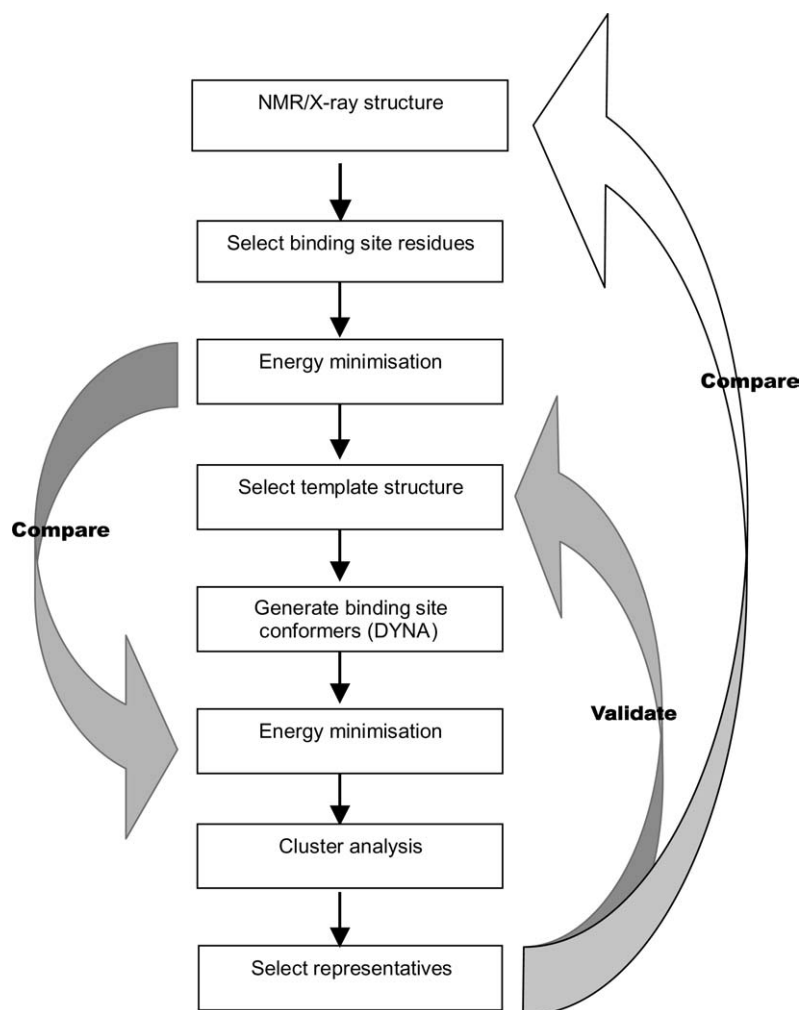 NMR/X-ray structure
Select binding site residues
Energy minimisation
Compare
Select template structure
Compare
Generate binding site
conformers (DYNA)
Validate
Energy minimisation
Cluster analysis
Select representatives